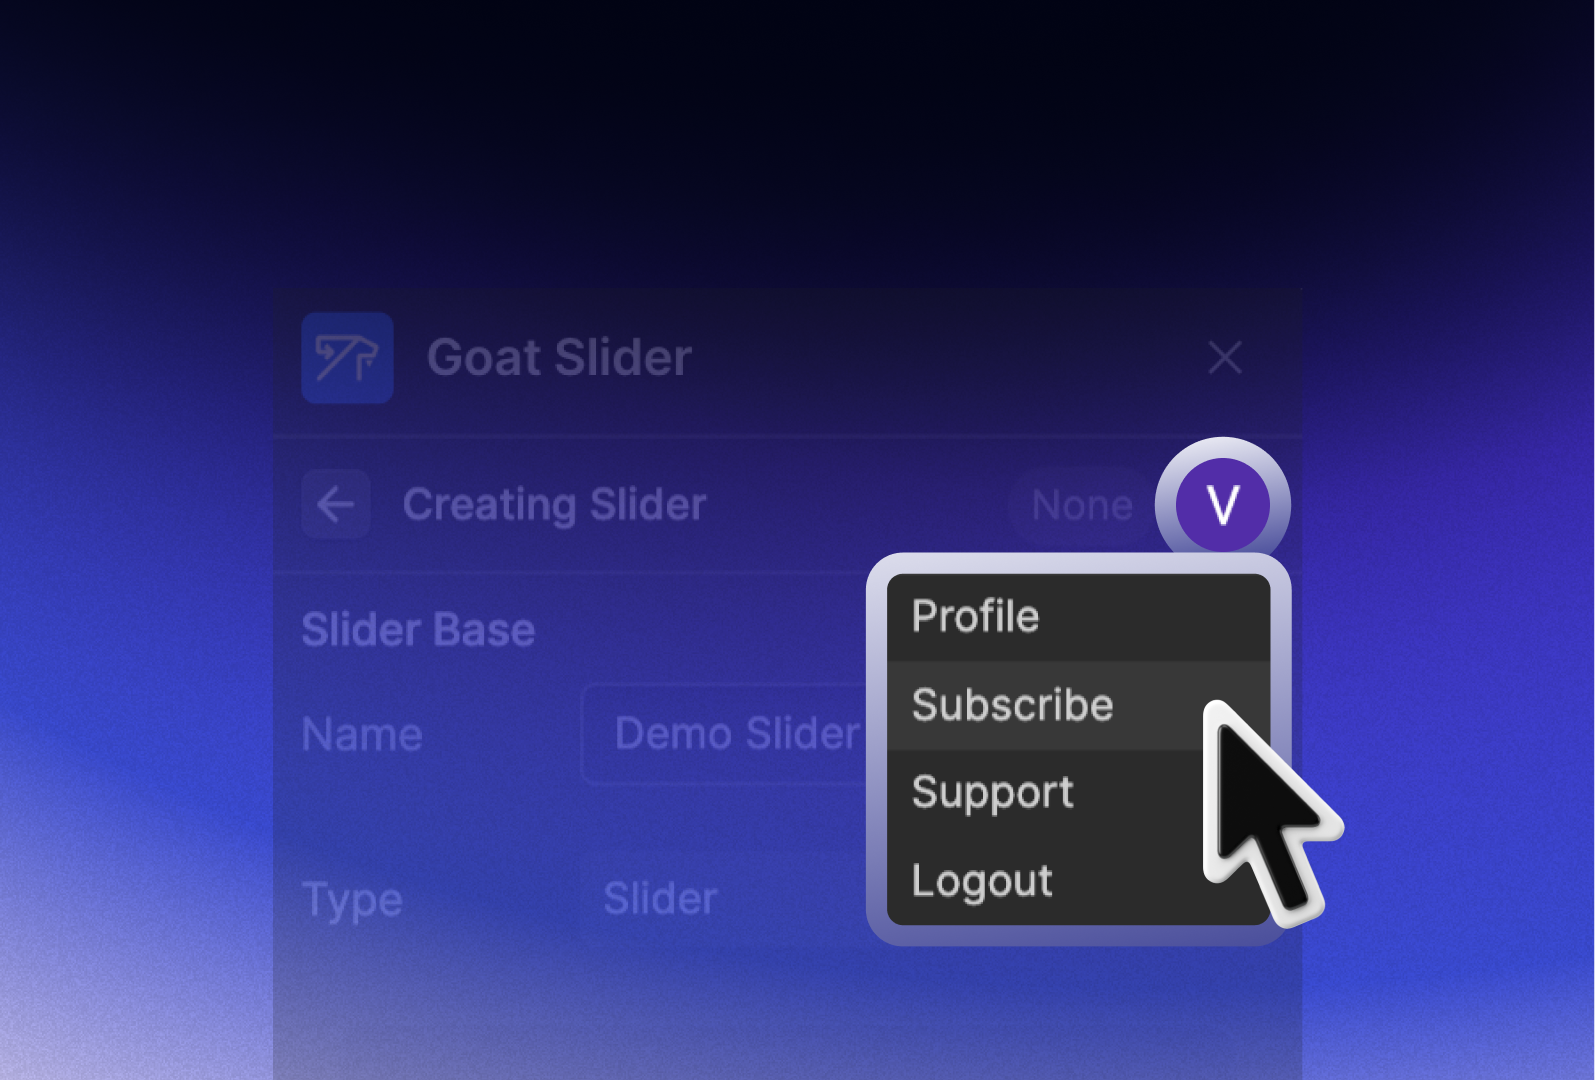 Goat Slider
Creating Slider
None
V
Slider Base
Name
Demo Slider
Type
Slider
Profile
Subscribe
Support
Logout